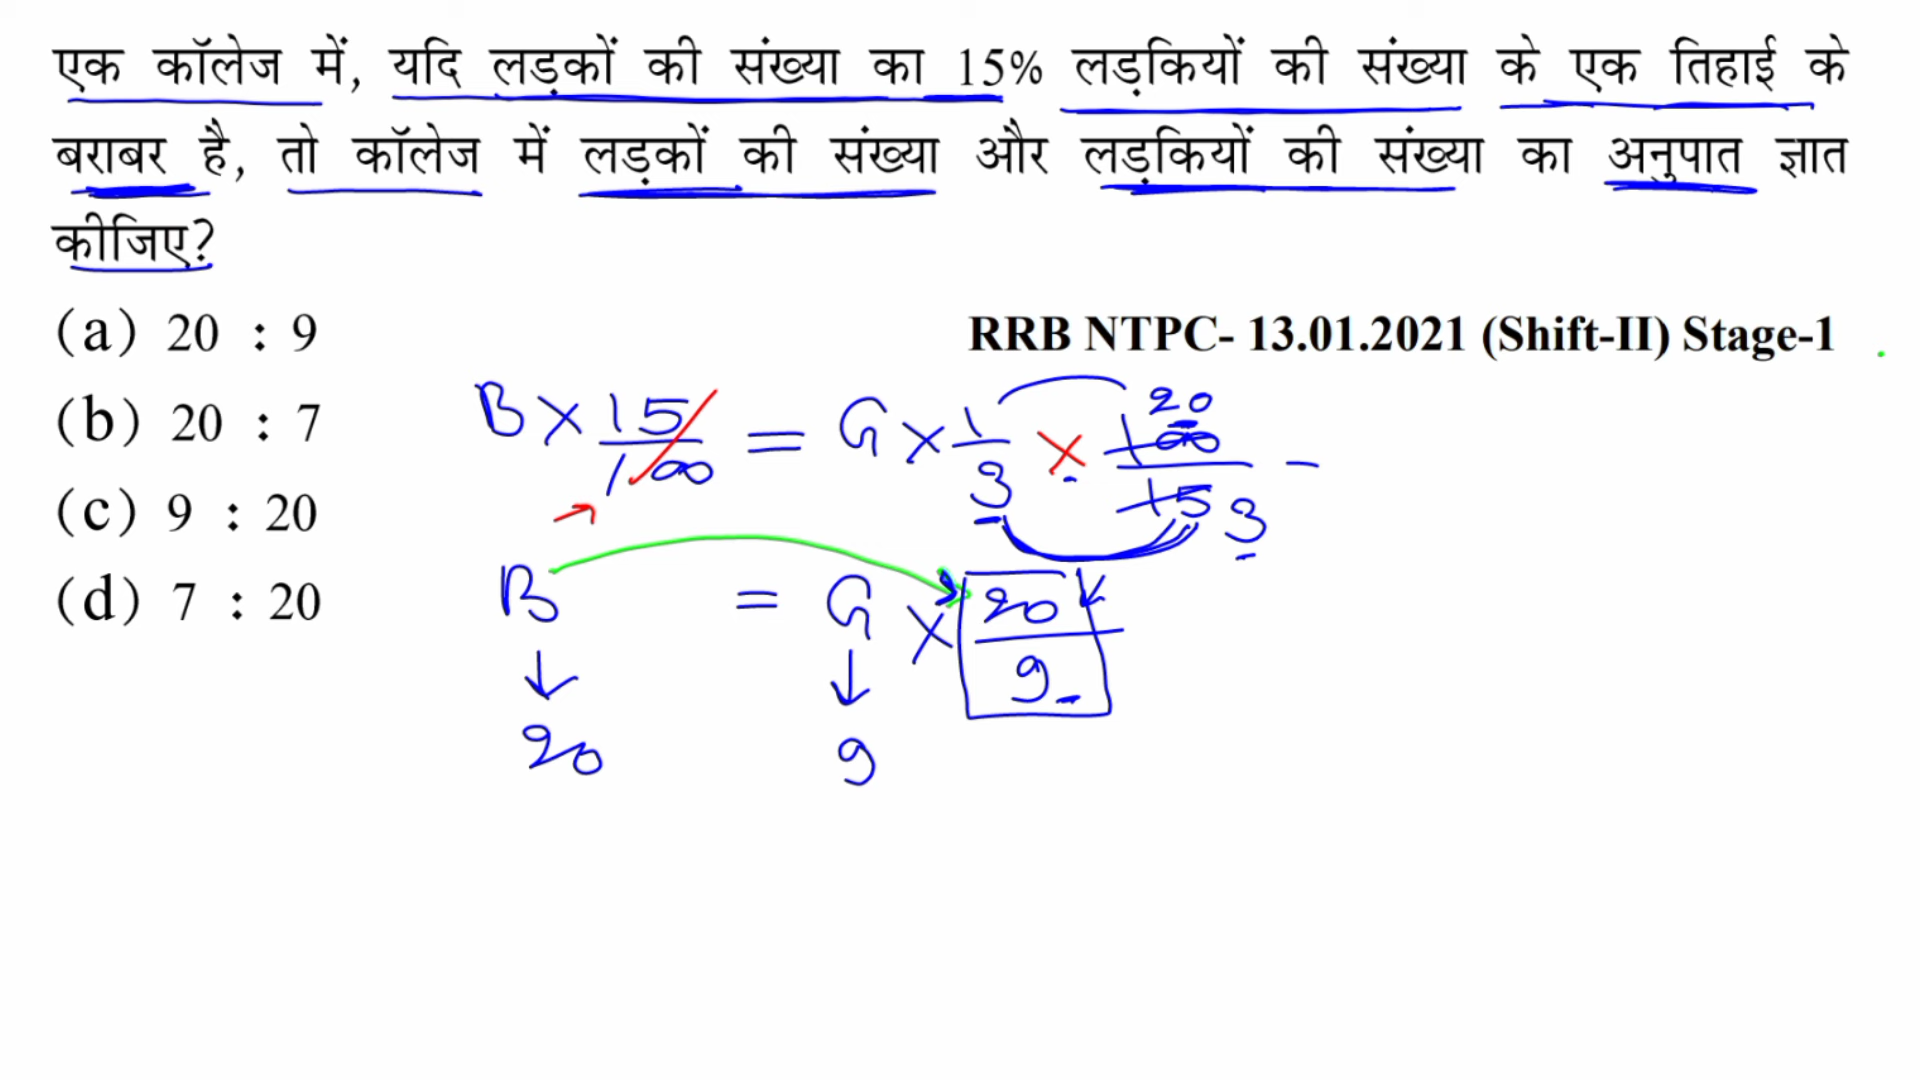 एक कॉलेज में, यदि लड़कों की संख्या का 15% लड़कियों की संख्या के एक तिहाई के
बराबर है, तो कॉलेज में लड़कों की संख्या और लड़कियों की संख्या का अनुपात ज्ञात
कीजिए?
(a) 20 : 9
RRB NTPC- 13.01.2021 (Shift-II) Stage-1
(b) 20 : 7
(c) 9 : 20
(d) 7 : 20
B × 15/100 = G × 1/3 × 100/15 -
20
3
B = G × 20/9
20 9